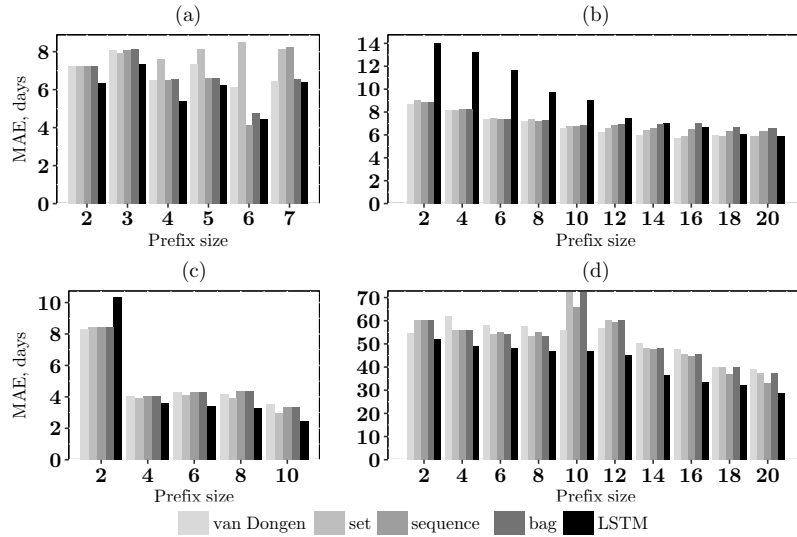 (a)
MAE, days
8
6
4
2
0
2 3 4 5 6 7
Prefix size
(b)
14
12
10
8
6
4
2
0
2 4 6 8 10 12 14 16 18 20
Prefix size
(c)
MAE, days
10
8
6
4
2
0
2 4 6 8 10
Prefix size
(d)
70
60
50
40
30
20
10
0
2 4 6 8 10 12 14 16 18 20
Prefix size
van Dongen set sequence bag LSTM